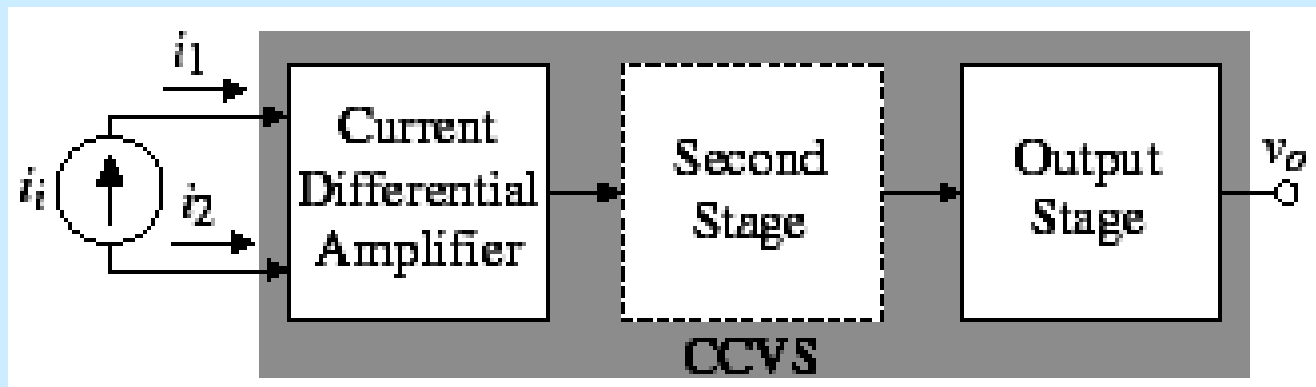 i1
ii
i2
Current
Differential
Amplifier
Second
Stage
Output
Stage
vo
CCVS